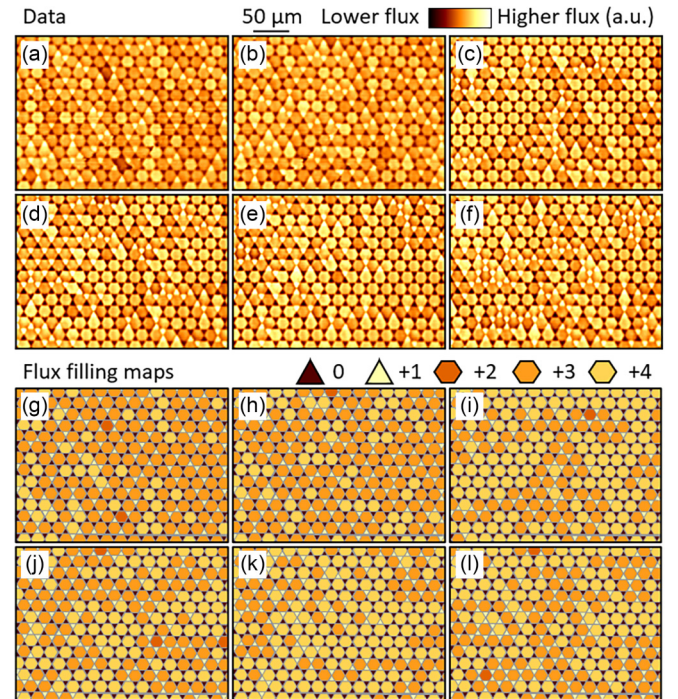 Data 50 μm Lower flux Higher flux (a.u.)
(a) (b) (c)
(d) (e) (f)
Flux filling maps 0 +1 +2 +3 +4
(g) (h) (i)
(j) (k) (l)